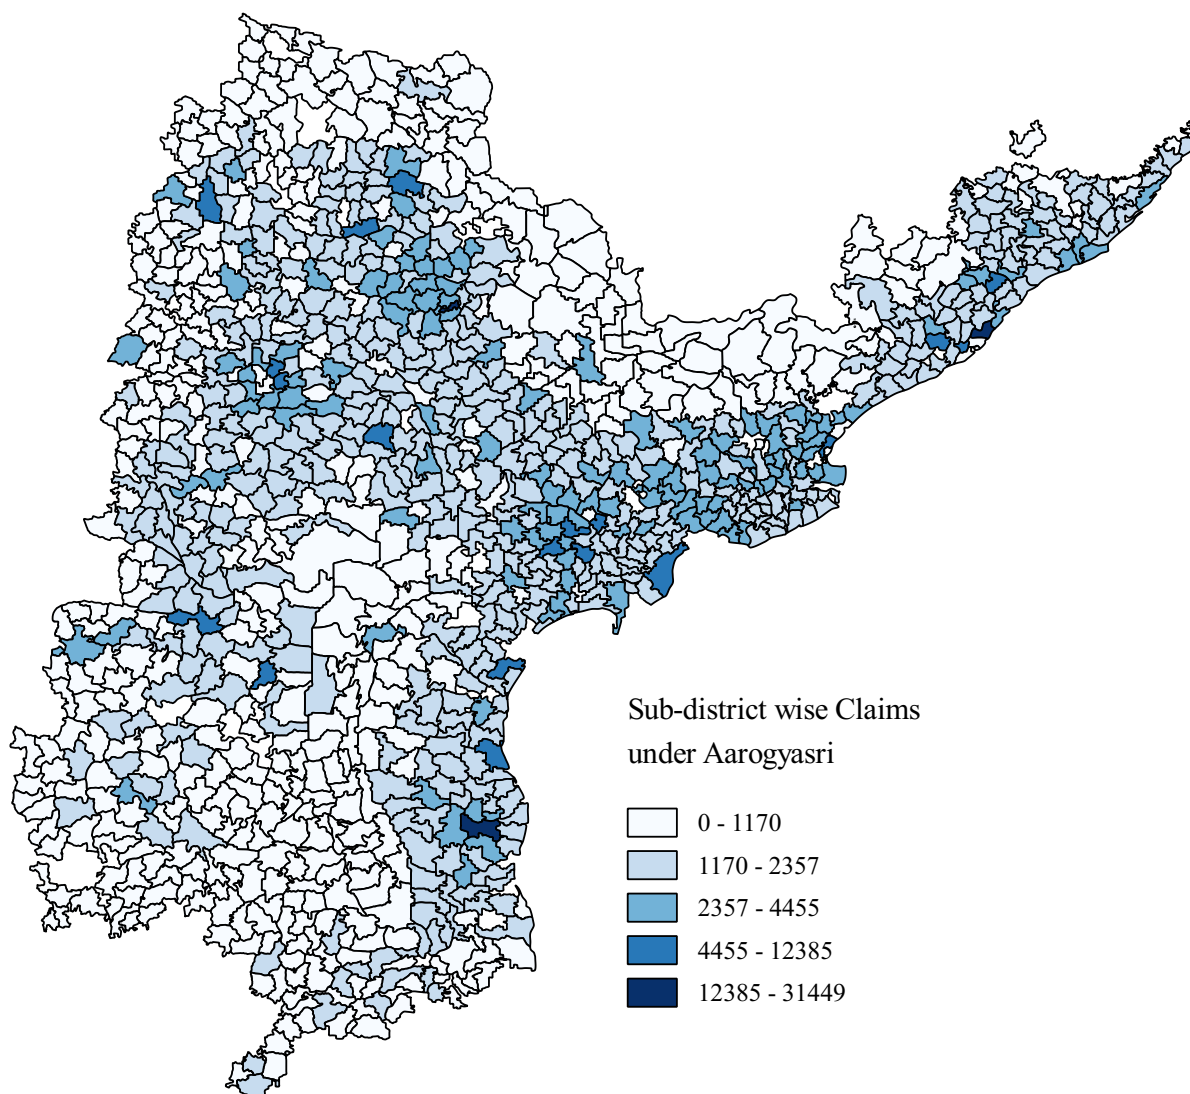 Sub-district wise Claims
under Aarogyasri
0 - 1170
1170 - 2357
2357 - 4455
4455 - 12385
12385 - 31449